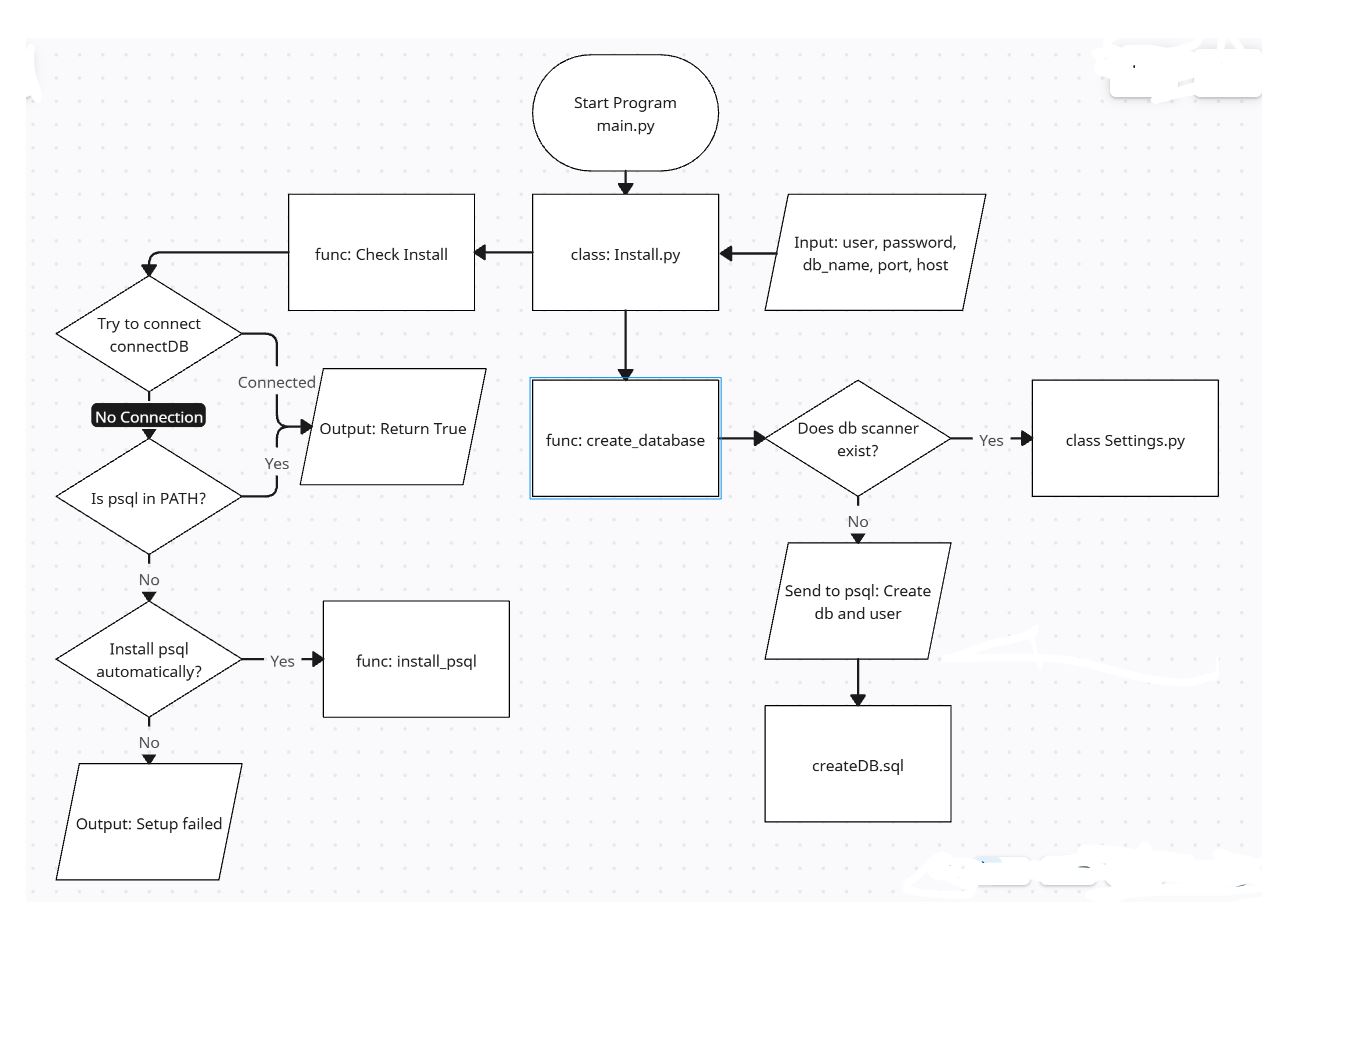 Start Program
main.py
func: Check Install
class: Install.py
Input: user, password,
db_name, port, host
Try to connect
connectDB
Connected
No Connection
Output: Return True
Yes
Is psql in PATH?
func: create_database
Does db scanner
exist?
Yes
class Settings.py
No
Send to psql: Create
db and user
createDB.sql
No
Install psql
automatically?
Yes
func: install_psql
No
Output: Setup failed